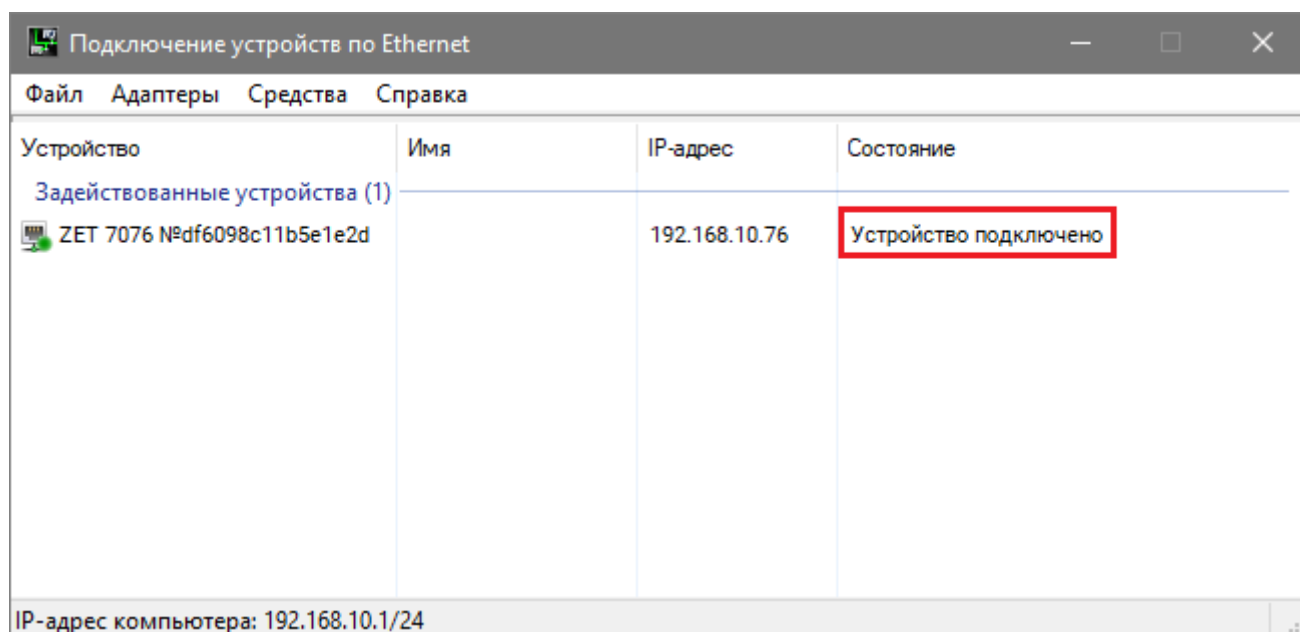 Подключение устройств по Ethernet
Файл Адаптеры Средства Справка
Устройство Имя IP-адрес Состояние
Задействованные устройства (1)
ZET 7076 №df6098c11b5e1e2d 192.168.10.76 Устройство подключено
IP-адрес компьютера: 192.168.10.1/24